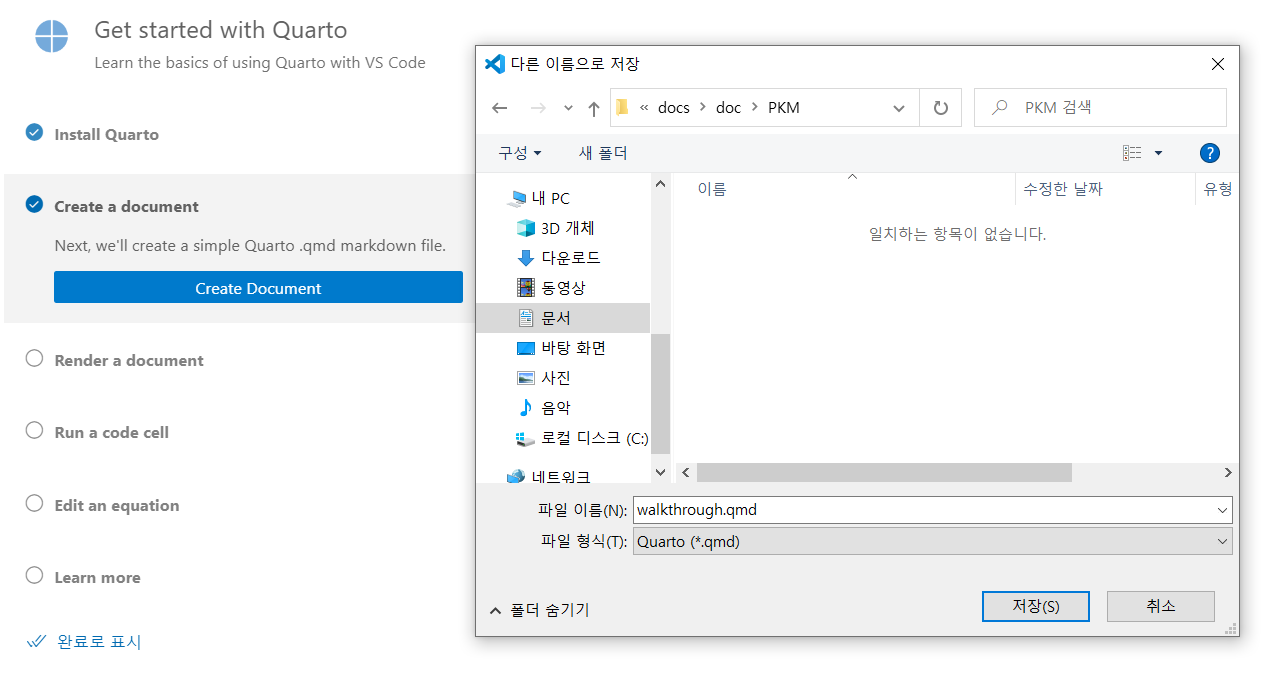 Get started with Quarto
Learn the basics of using Quarto with VS Code
Install Quarto
Create a document
Next, we'll create a simple Quarto .qmd markdown file.
Create Document
Render a document
Run a code cell
Edit an equation
Learn more
완료로 표시
다른 이름으로 저장
« docs > doc > PKM
PKM 검색
구성
새 폴더
?
내 PC
3D 개체
다운로드
동영상
문서
바탕 화면
사진
음악
로컬 디스크 (C:)
네트워크
이름
수정한 날짜
유형
일치하는 항목이 없습니다.
파일 이름(N): walkthrough.qmd
파일 형식(T): Quarto (*.qmd)
폴더 숨기기
저장(S)
취소